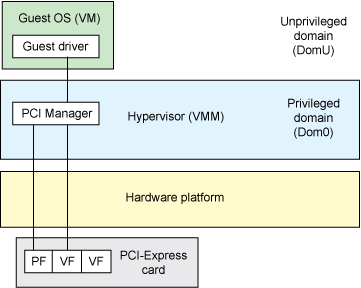 Guest OS (VM)
Guest driver
Unprivileged
domain
(DomU)
PCI Manager
Hypervisor (VMM)
Privileged
domain
(Dom0)
Hardware platform
PF VF VF
PCI-Express
card